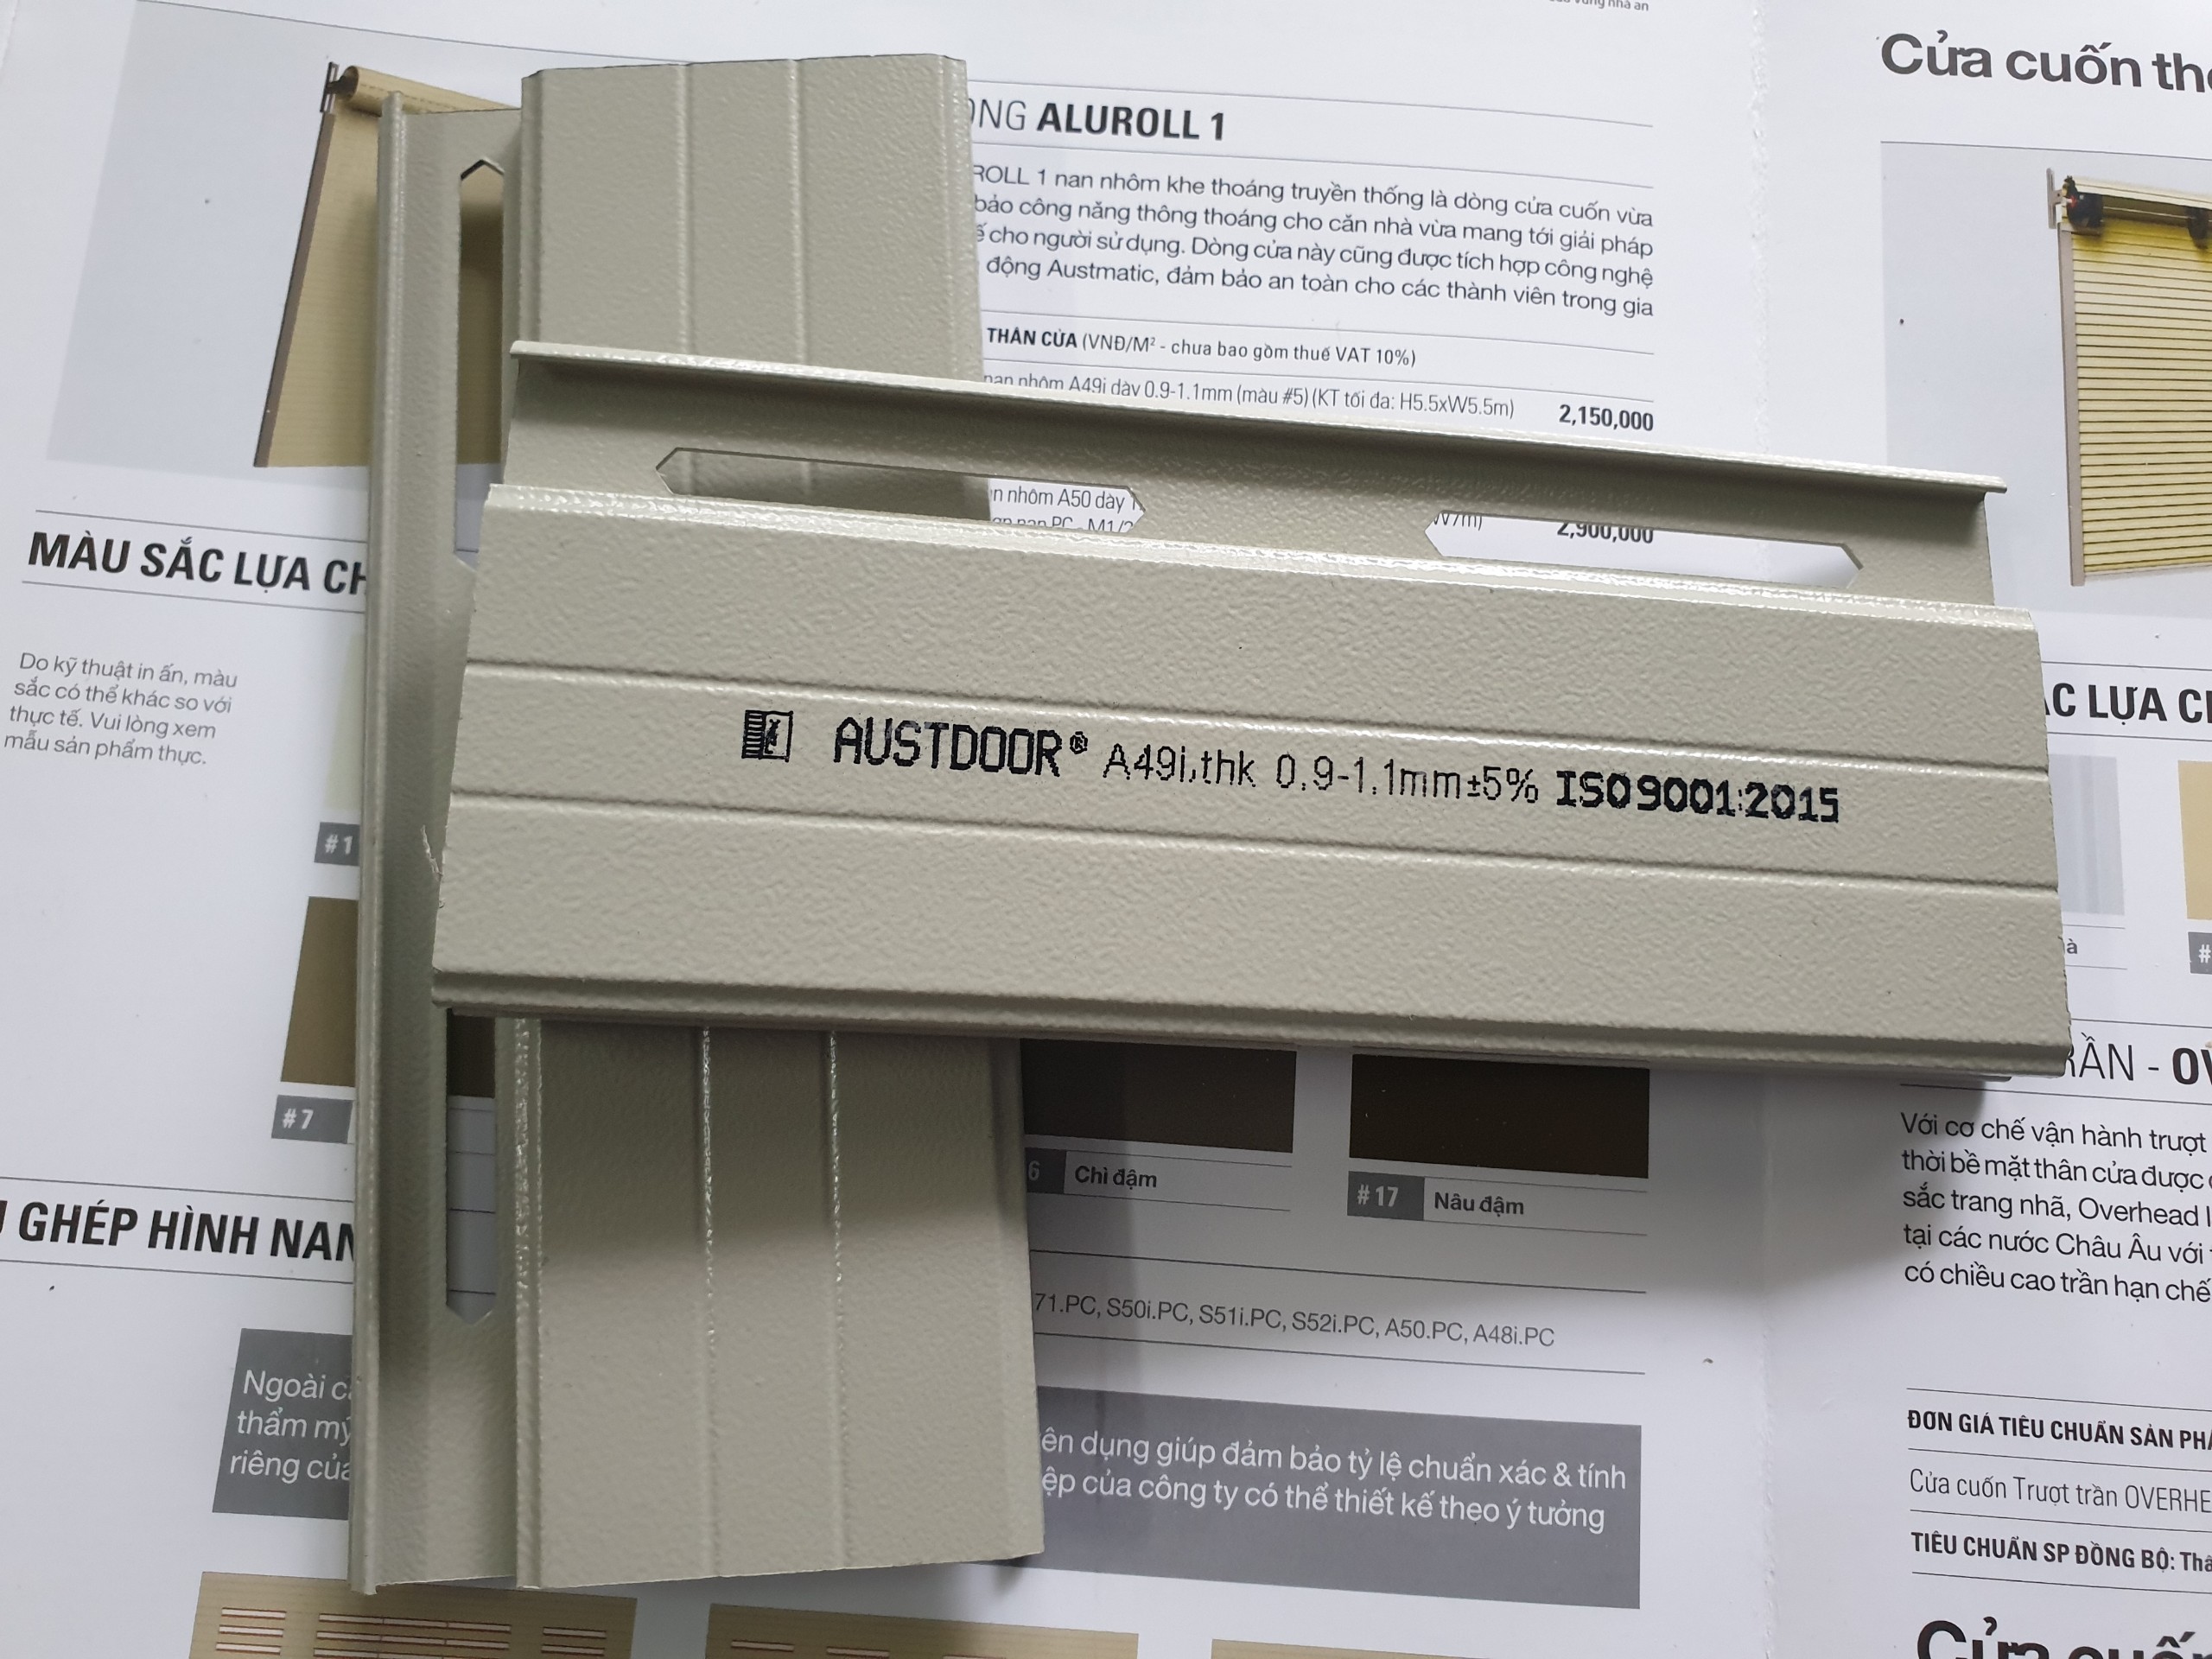 vùng nhà an
Cửa cuốn
ALUROLL 1
ROLL 1 nan nhôm khe thoáng truyền thống là dòng cửa cuốn vừa
bảo công năng thông thoáng cho căn nhà vừa mang tới giải pháp
cho người sử dụng. Dòng cửa này cũng được tích hợp công nghệ
động Austmatic, đảm bảo an toàn cho các thành viên trong gia
THÂN CỬA (VNĐ/M² - chưa bao gồm thuế VAT 10%)
nan nhôm A49i dày 0.9-1.1mm (màu #5) (KT tối đa: H5.5xW5.5m) 2,150,000
nhôm A50 dày
2,900,000
MÀU SẮC LỰA
Do kỹ thuật in ấn, màu
sắc có thể khác so với
thực tế. Vui lòng xem
mẫu sản phẩm thực.
#1
#7
AUSTDOOR® A49i,thk 0.9-1.1mm±5% ISO9001:2015
LỰA
#
Chì đậm
#17 Nâu đậm
GHÉP HÌNH NAN
71.PC, S50i.PC, S51i.PC, S52i.PC, A50.PC, A48i.PC
Ngoài
thẩm mỹ
riêng của
dụng giúp đảm bảo tỷ lệ chuẩn xác & tính
của công ty có thể thiết kế theo ý tưởng
TRẦN -
Với cơ chế vận hành trượt
thời bề mặt thân cửa được
sắc trang nhã, Overhead
tại các nước Châu Âu với
có chiều cao trần hạn chế
ĐƠN GIÁ TIÊU CHUẨN SẢN
Cửa cuốn Trượt trần
TIÊU CHUẨN SP ĐỒNG BỘ:
Cửa cuốn